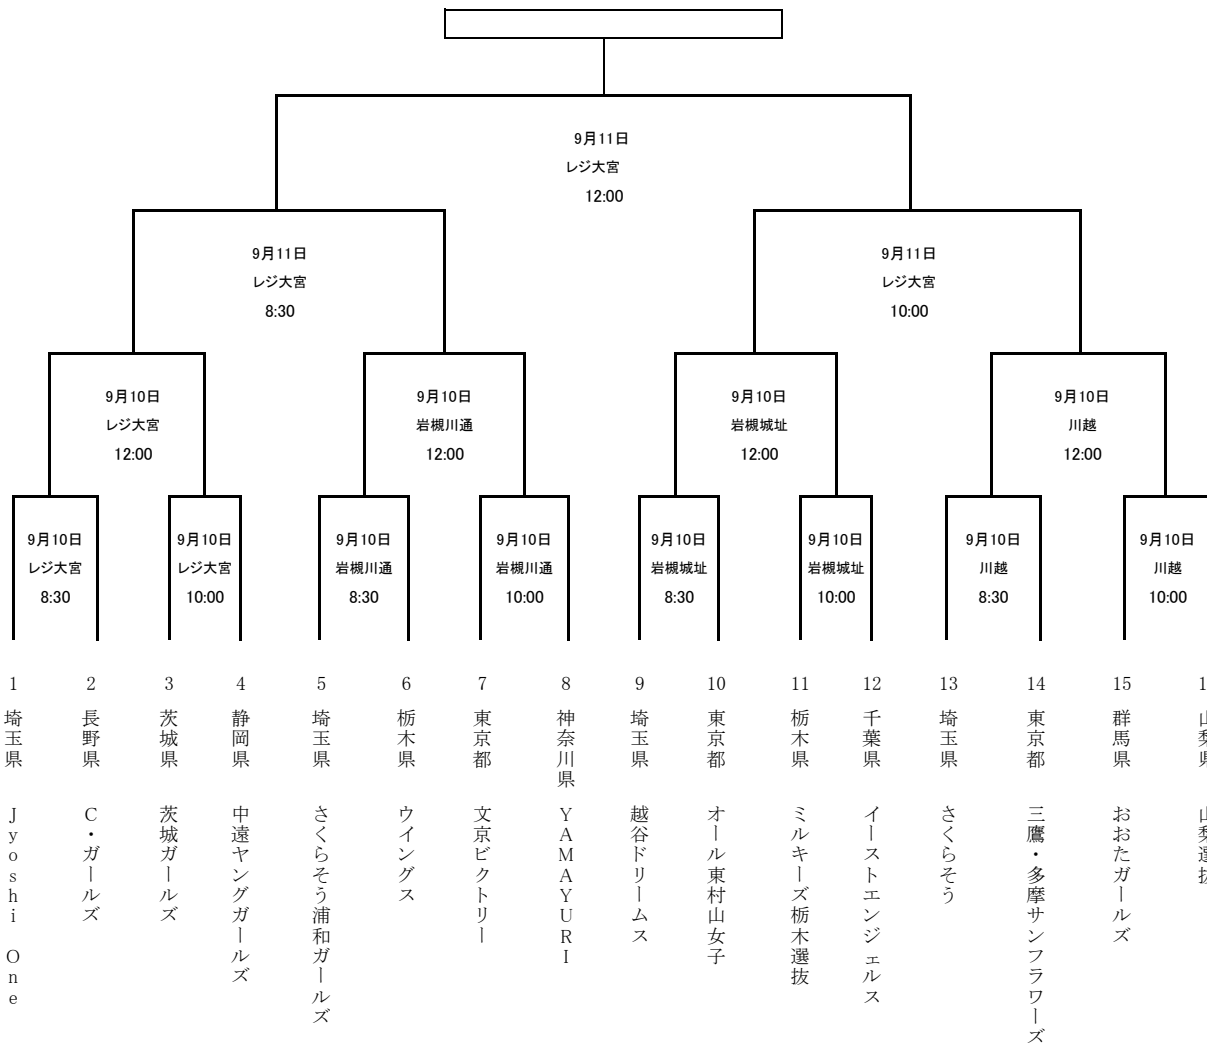 9月11日
レジ大宮
12:00
9月11日
レジ大宮
8:30
9月11日
レジ大宮
10:00
9月10日
レジ大宮
12:00
9月10日
岩槻川通
12:00
9月10日
岩槻城址
12:00
9月10日
川越
12:00
9月10日
レジ大宮
8:30
9月10日
レジ大宮
10:00
9月10日
岩槻川通
8:30
9月10日
岩槻川通
10:00
9月10日
岩槻城址
8:30
9月10日
岩槻城址
10:00
9月10日
川越
8:30
9月10日
川越
10:00
1 埼玉県 Jyoshi One
2 長野県 C・ガールズ
3 茨城県 茨城ガールズ
4 静岡県 中遠ヤングガールズ
5 埼玉県 さくらそう浦和ガールズ
6 栃木県 ウイングス
7 東京都 文京ビクトリー
8 神奈川県 YAMAYURI
9 埼玉県 越谷ドリームス
10 東京都 オール東村山女子
11 栃木県 ミルキーズ栃木選抜
12 千葉県 イーストエンジェルス
13 埼玉県 さくらそう
14 東京都 三鷹・多摩サンフラワーズ
15 群馬県 おおたガールズ
山梨県 山梨選抜